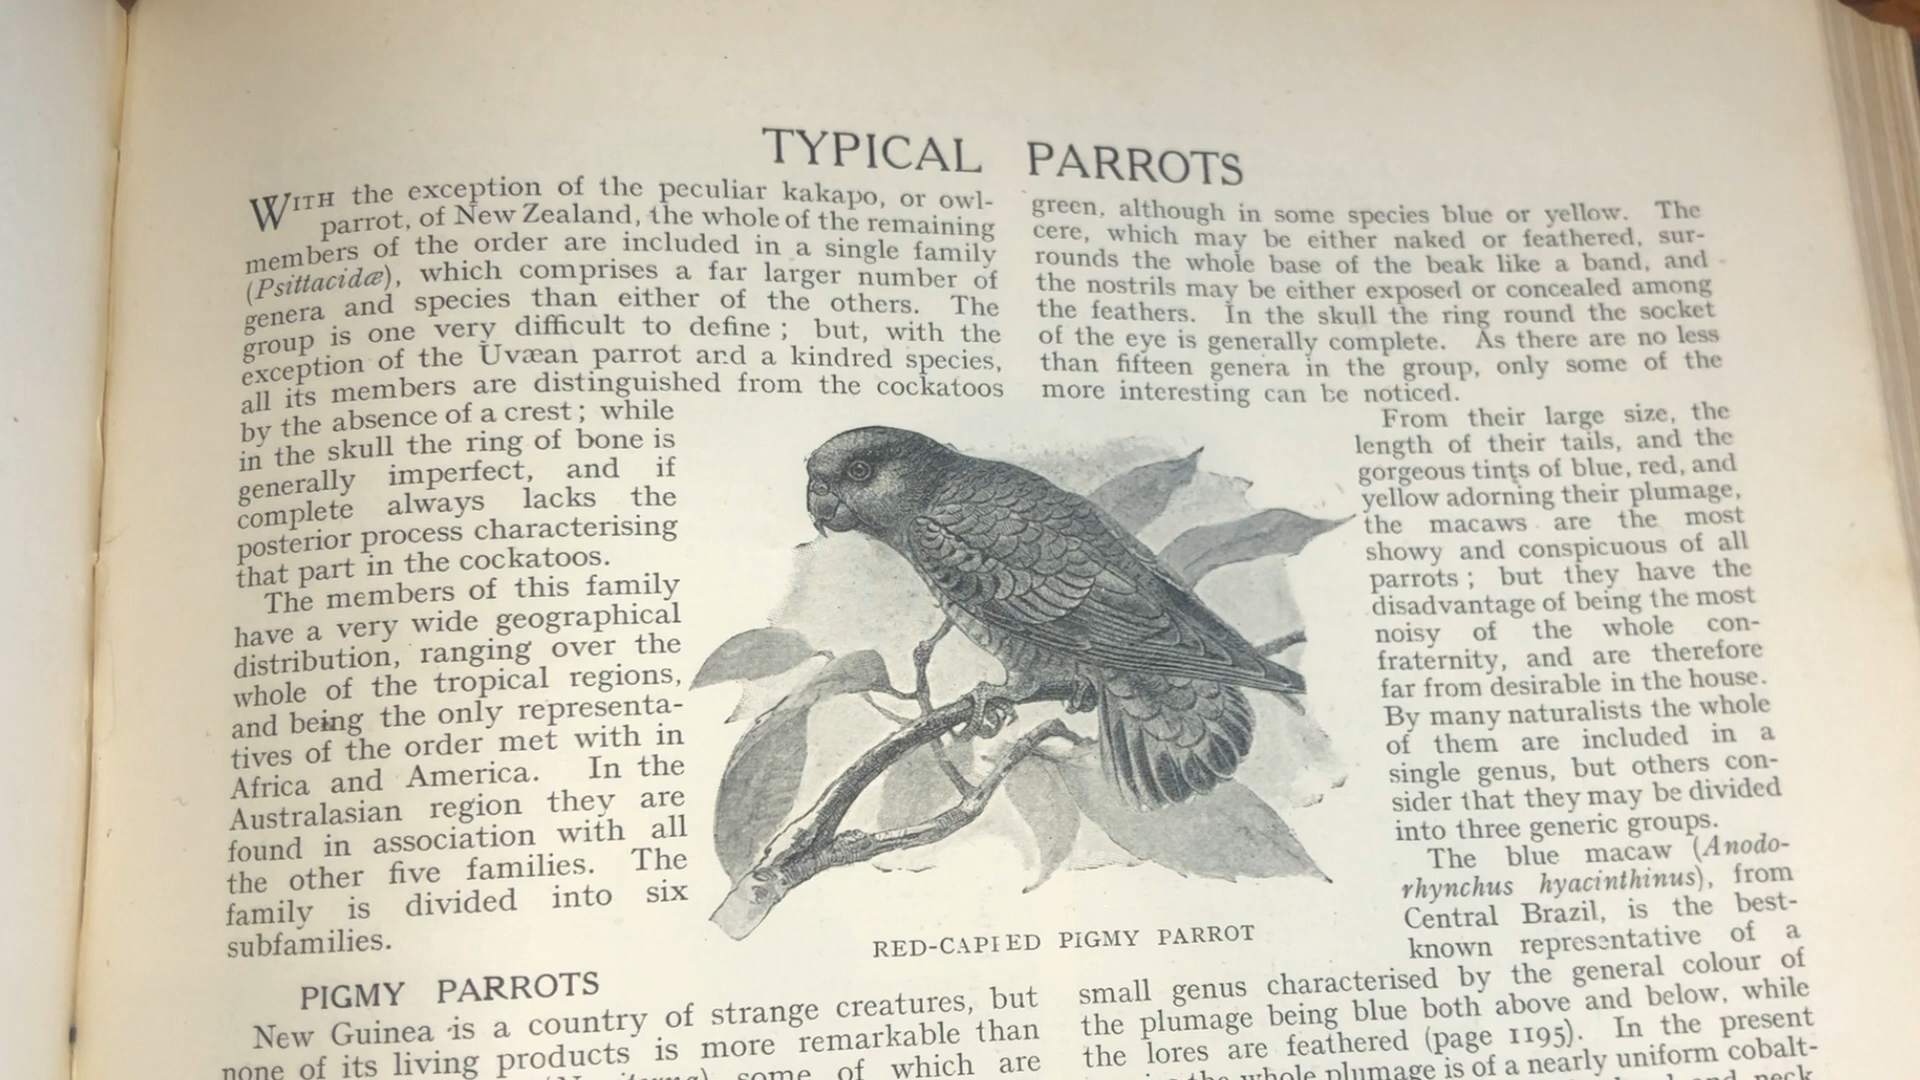 TYPICAL PARROTS
WITH the exception of the peculiar kakapo, or owl-
parrot, of New Zealand, the whole of the remaining
members of the order are included in a single family
(Psittacidæ), which comprises a far larger number of
genera and species than either of the others. The
group is one very difficult to define; but, with the
exception of the Uvæan parrot and a kindred species,
all its members are distinguished from the cockatoos
by the absence of a crest; while
in the skull the ring of bone is
generally imperfect, and if
complete always lacks the
posterior process characterising
that part in the cockatoos.
The members of this family
have a very wide geographical
distribution, ranging over the
whole of the tropical regions,
and being the only representa-
tives of the order met with in
Africa and America. In the
Australasian region they are
found in association with all
the other five families. The
family is divided into six
subfamilies.
PIGMY PARROTS
New Guinea is a country of strange creatures, but
none of its living products is more remarkable than
some of which are
RED-CAPPED PIGMY PARROT
green, although in some species blue or yellow. The
cere, which may be either naked or feathered, sur-
rounds the whole base of the beak like a band, and
the nostrils may be either exposed or concealed among
the feathers. In the skull the ring round the socket
of the eye is generally complete. As there are no less
than fifteen genera in the group, only some of the
more interesting can be noticed.
From their large size, the
length of their tails, and the
gorgeous tints of blue, red, and
yellow adorning their plumage,
the macaws are the most
showy and conspicuous of all
parrots; but they have the
disadvantage of being the most
noisy of the whole con-
fraternity, and are therefore
far from desirable in the house.
By many naturalists the whole
of them are included in a
single genus, but others con-
sider that they may be divided
into three generic groups.
The blue macaw (Anodo-
rhynchus hyacinthinus), from
Central Brazil, is the best-
known representative of a
small genus characterised by the general colour of
the plumage being blue both above and below, while
the lores are feathered (page 1195). In the present
the whole plumage is of a nearly uniform cobalt-
and neck